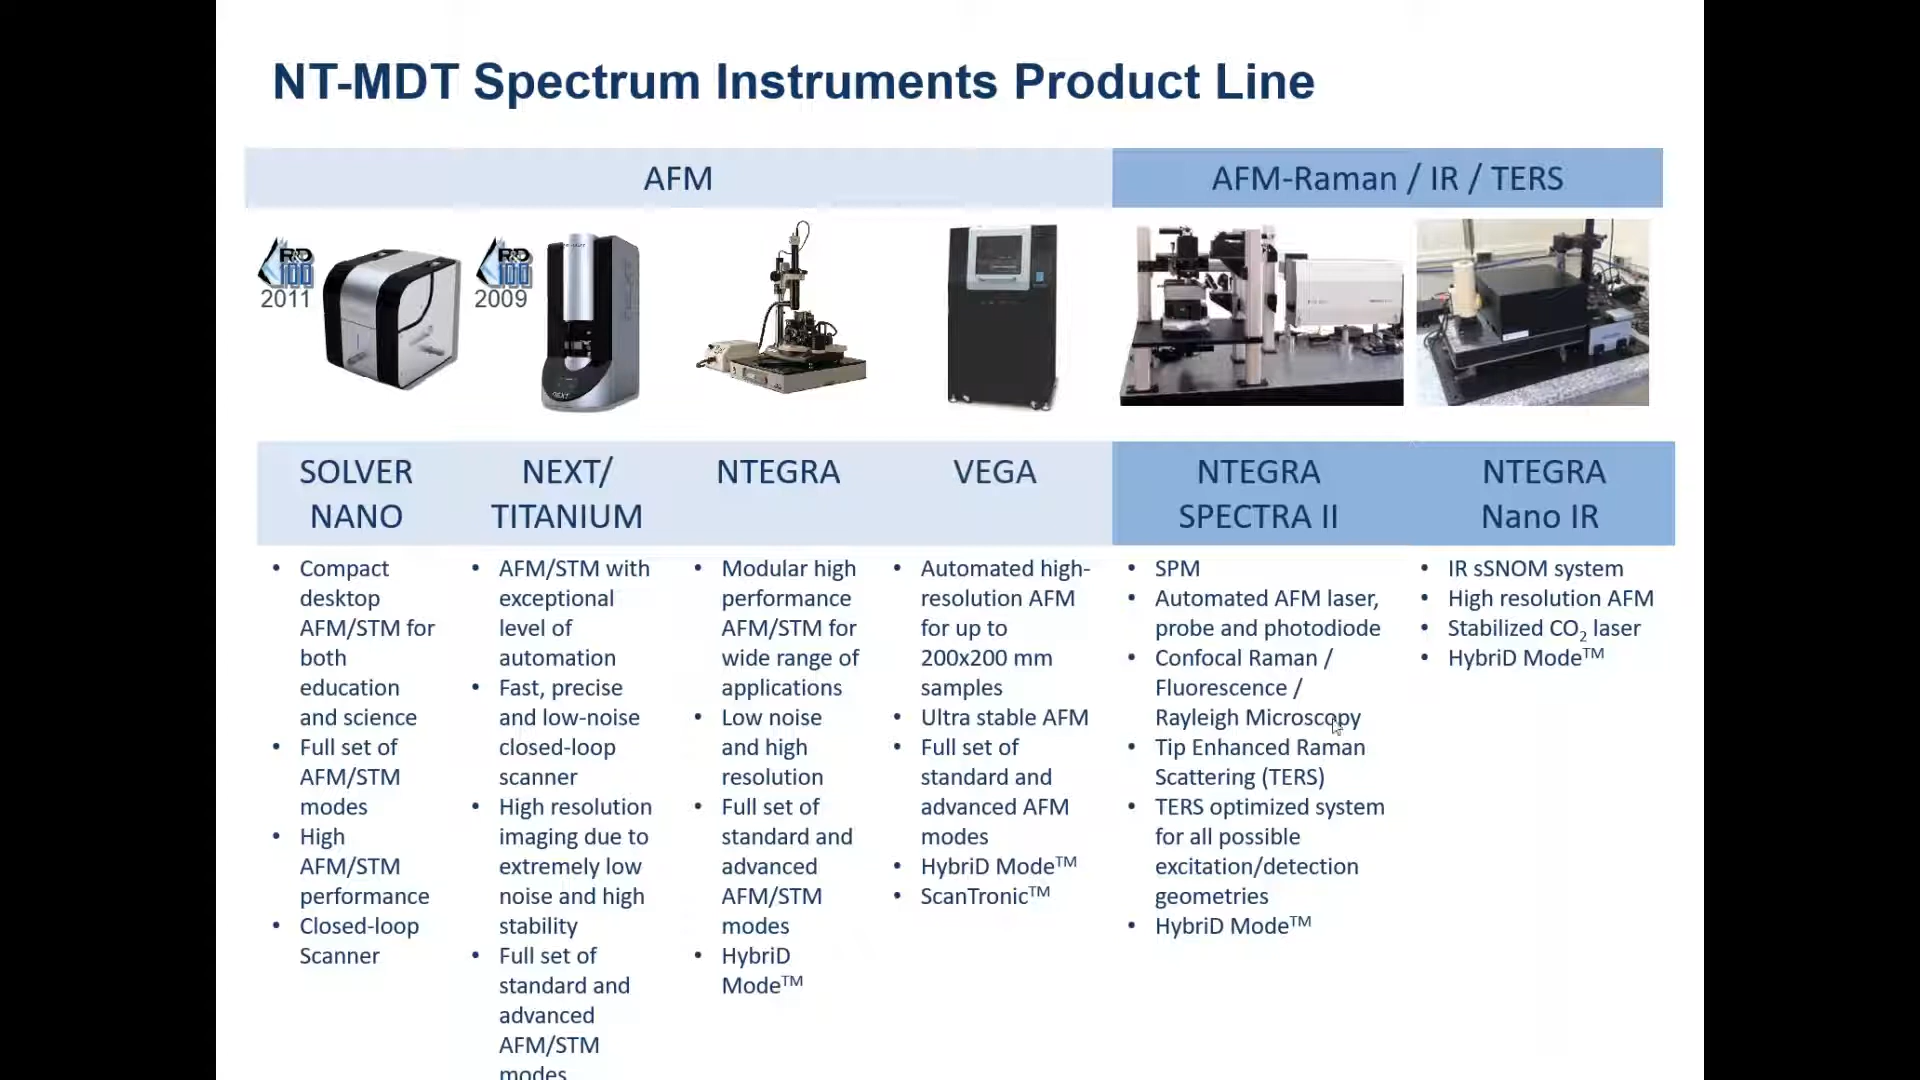 NT-MDT Spectrum Instruments Product Line
AFM
AFM-Raman / IR / TERS
R&D
100
2011
R&D
100
2009
NEXT
SOLVER
NANO
NEXT/
TITANIUM
NTEGRA
VEGA
NTEGRA
SPECTRA II
NTEGRA
Nano IR
• Compact
desktop
AFM/STM for
both
education
and science
• Full set of
AFM/STM
modes
• High
AFM/STM
performance
• Closed-loop
Scanner
• AFM/STM with
exceptional
level of
automation
• Fast, precise
and low-noise
closed-loop
scanner
• High resolution
imaging due to
extremely low
noise and high
stability
• Full set of
standard and
advanced
AFM/STM
modes
• Modular high
performance
AFM/STM for
wide range of
applications
• Low noise
and high
resolution
• Full set of
standard and
advanced
AFM/STM
modes
• HybriD
Mode™
• Automated high-
resolution AFM
for up to
200x200 mm
samples
• Ultra stable AFM
• Full set of
standard and
advanced AFM
modes
• HybriD Mode™
• ScanTronic™
• SPM
• Automated AFM laser,
probe and photodiode
• Confocal Raman /
Fluorescence /
Rayleigh Microscopy
• Tip Enhanced Raman
Scattering (TERS)
• TERS optimized system
for all possible
excitation/detection
geometries
• HybriD Mode™
• IR sSNOM system
• High resolution AFM
• Stabilized CO₂ laser
• HybriD Mode™